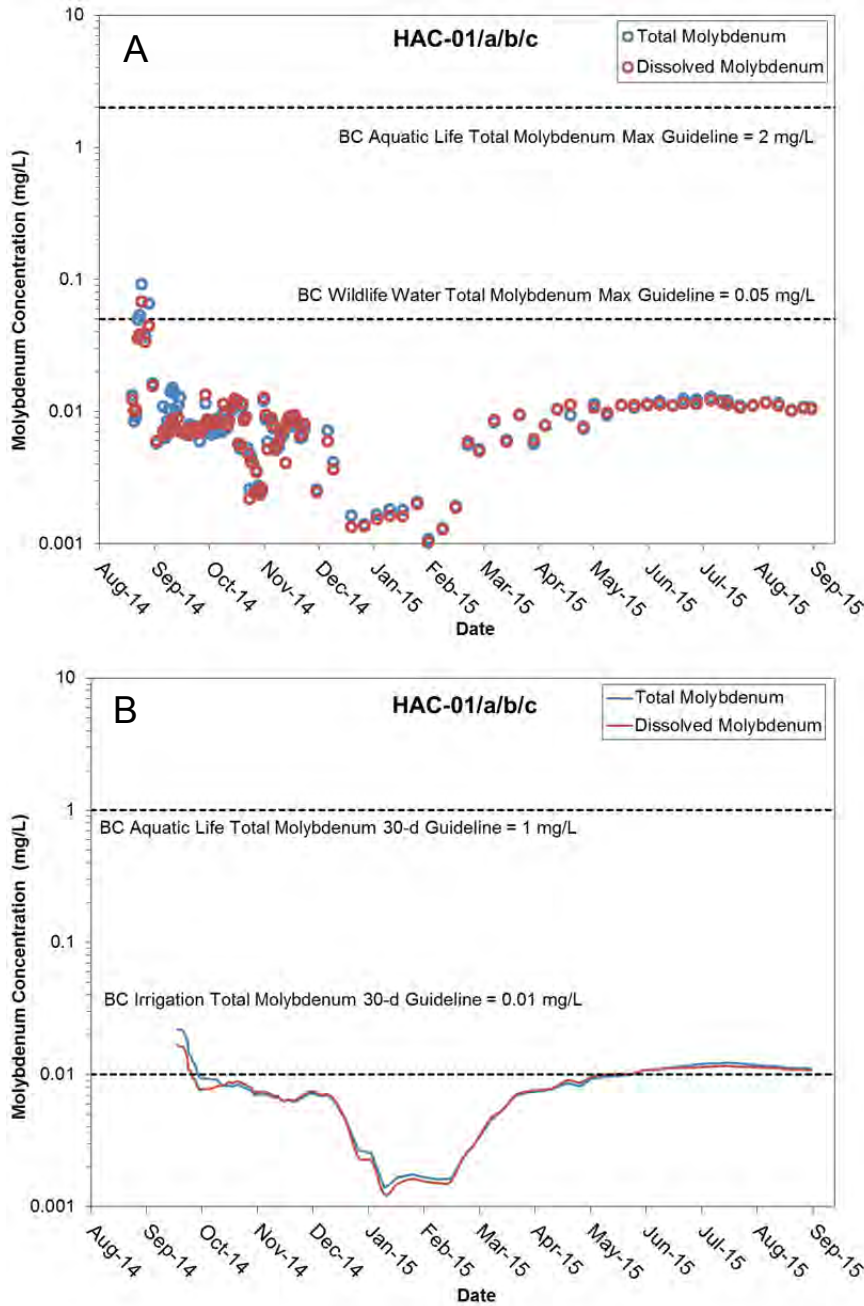 A
HAC-01/a/b/c
Total Molybdenum
Dissolved Molybdenum
10
1
0.1
0.01
0.001
Molybdenum Concentration (mg/L)
BC Aquatic Life Total Molybdenum Max Guideline = 2 mg/L
BC Wildlife Water Total Molybdenum Max Guideline = 0.05 mg/L
Aug-14
Sep-14
Oct-14
Nov-14
Dec-14
Jan-15
Feb-15
Mar-15
Apr-15
May-15
Jun-15
Jul-15
Aug-15
Sep-15
Date
B
HAC-01/a/b/c
Total Molybdenum
Dissolved Molybdenum
10
1
0.1
0.01
0.001
Molybdenum Concentration (mg/L)
BC Aquatic Life Total Molybdenum 30-d Guideline = 1 mg/L
BC Irrigation Total Molybdenum 30-d Guideline = 0.01 mg/L
Aug-14
Sep-14
Oct-14
Nov-14
Dec-14
Jan-15
Feb-15
Mar-15
Apr-15
May-15
Jun-15
Jul-15
Aug-15
Sep-15
Date